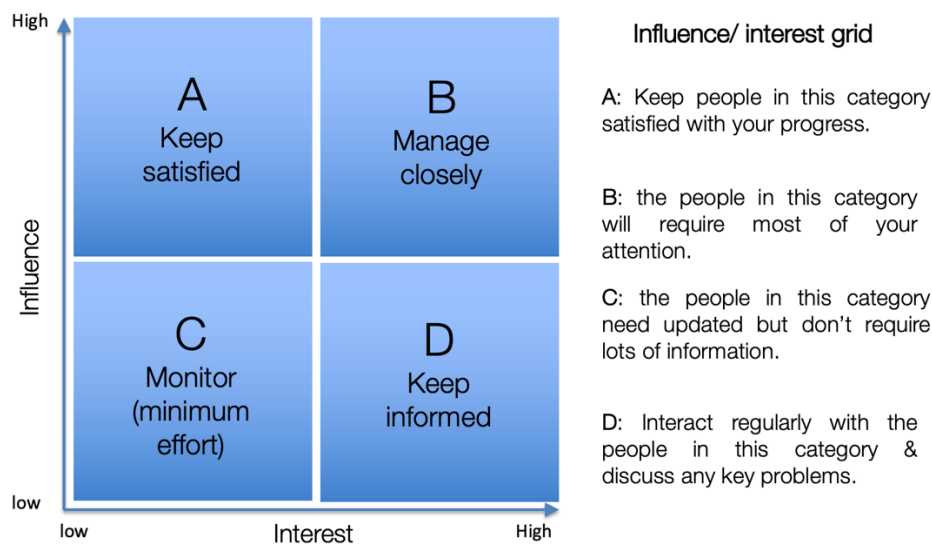 High
A
Keep
satisfied
B
Manage
closely
C
Monitor
(minimum
effort)
D
Keep
informed
Influence
low
low
Interest
High
Influence/ interest grid
A: Keep people in this category
satisfied with your progress.
B: the people in this category
will require most of your
attention.
C: the people in this category
need updated but don't require
lots of information.
D: Interact regularly with the
people in this category &
discuss any key problems.